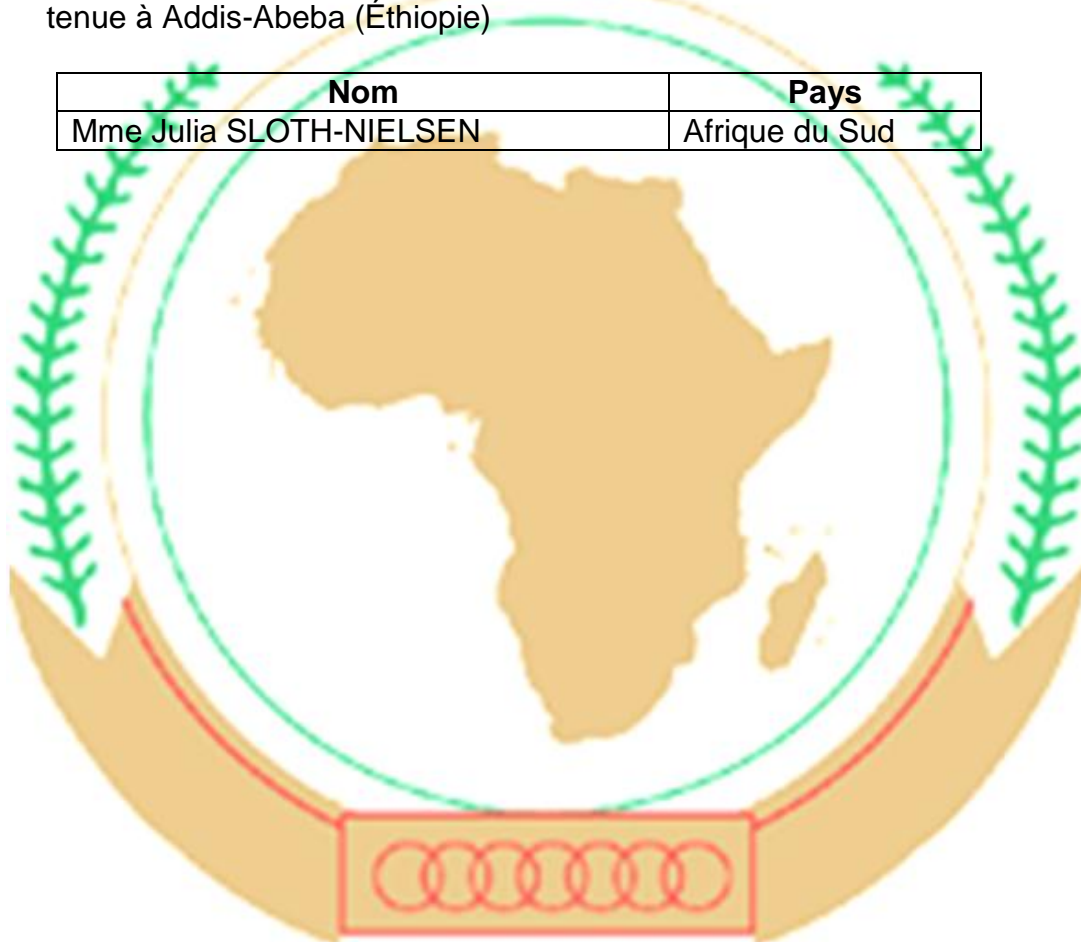 tenue à Addis-Abeba (Éthiopie)
Nom Pays
Mme Julia SLOTH-NIELSEN Afrique du Sud